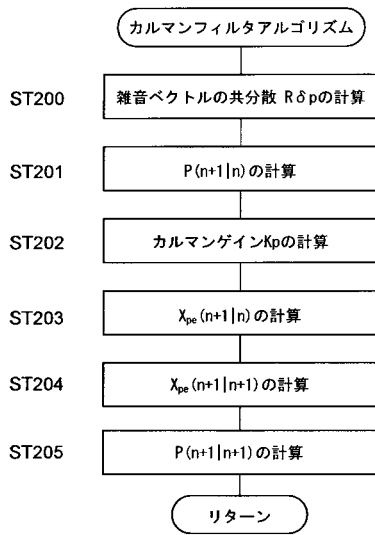 カルマンフィルタアルゴリズム
ST200
雑音ベクトルの共分散 Rδpの計算
ST201
P(n+1|n)の計算
ST202
カルマンゲインKpの計算
ST203
Xpe(n+1|n)の計算
ST204
Xpe(n+1|n+1)の計算
ST205
P(n+1|n+1)の計算
リターン